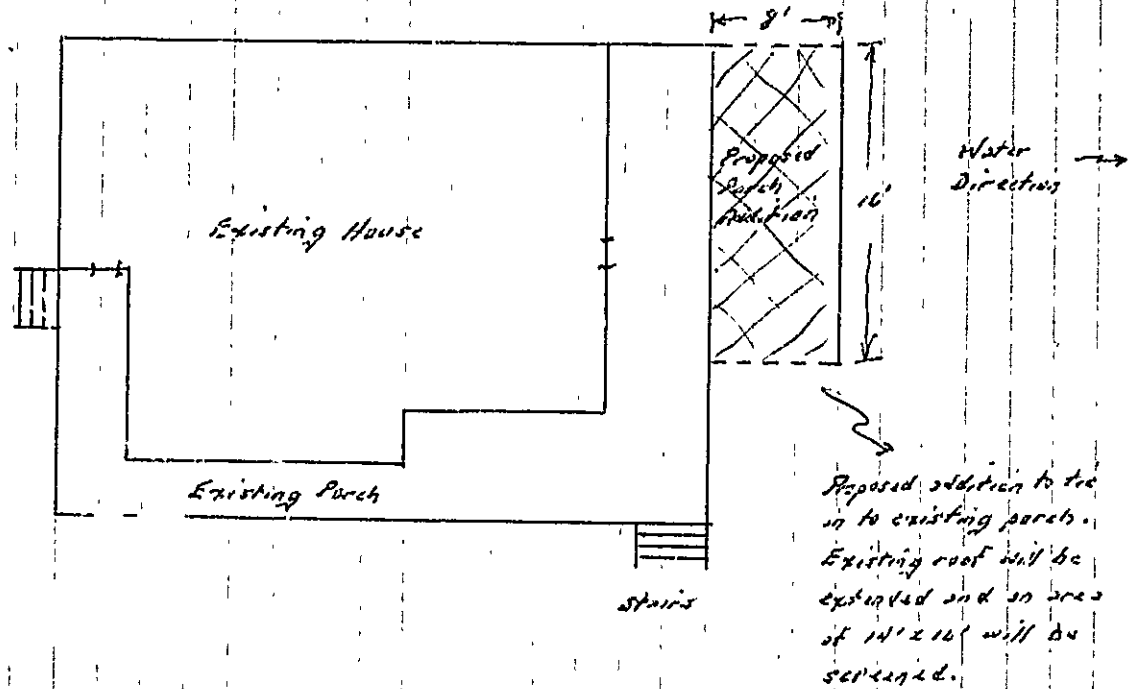 8'
Proposed
Porch
Addition
16'
Water
Direction
Existing House
Existing Porch
Stairs
Proposed addition to tie
in to existing porch.
Existing roof will be
extended and an area
of 14' x 16' will be
screened.